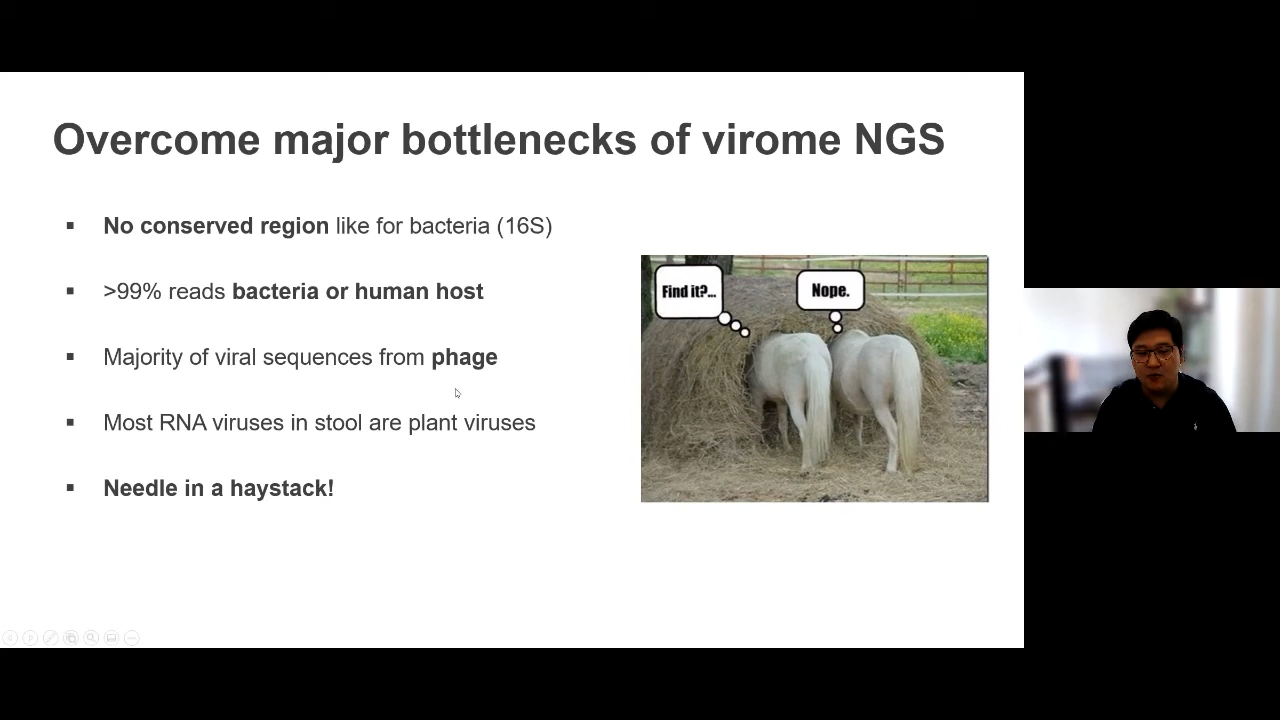 Overcome major bottlenecks of virome NGS
No conserved region like for bacteria (16S)
>99% reads bacteria or human host
Majority of viral sequences from phage
Most RNA viruses in stool are plant viruses
Needle in a haystack!
Find it?...
Nope.